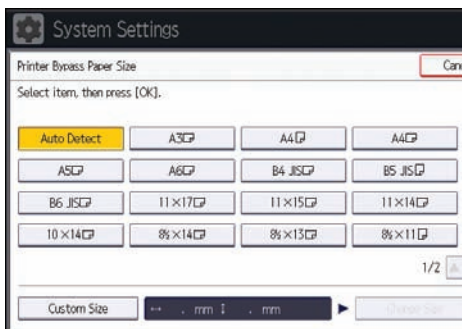 System Settings
Printer Bypass Paper Size
Can
Select item, then press [OK].
Auto Detect A3 A4 A4
A5 A6 B4 JIS B5 JIS
B6 JIS 11×17 11×15 11×14
10×14 8½×14 8½×13 8½×11
1/2
Custom Size ↔ . mm ↕ . mm ▶ Change Size